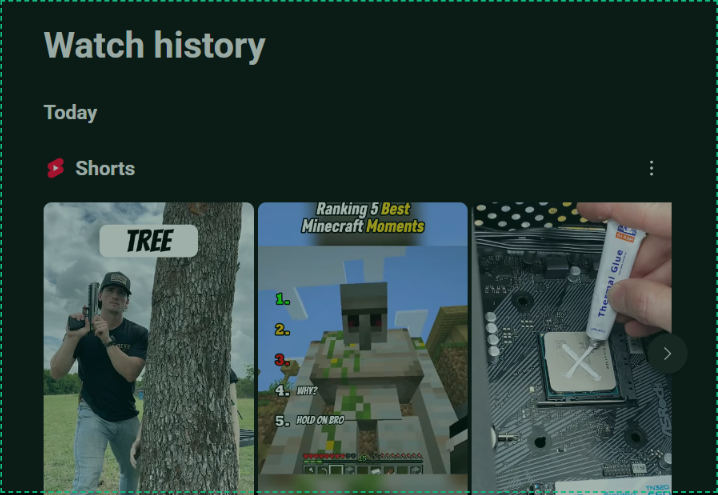 Watch history
Today
Shorts
TREE
Ranking 5 Best
Minecraft Moments
1.
2.
3.
4. WHY?
5. HOLD ON BRO
Thermal Glue